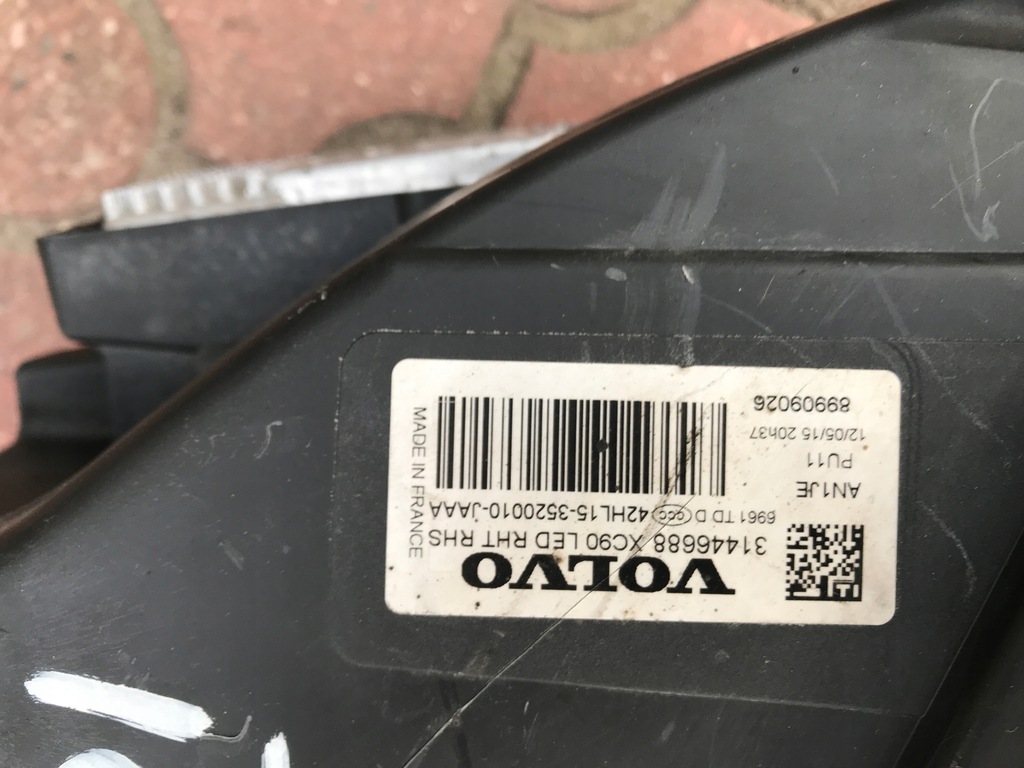 VOLVO
31446688 XC90 LED RHT RHS
6961 TD D CCC 42HL15-3520010-JAAA
AN1JE
PU11
12/05/15 20h37
89909026
MADE IN FRANCE